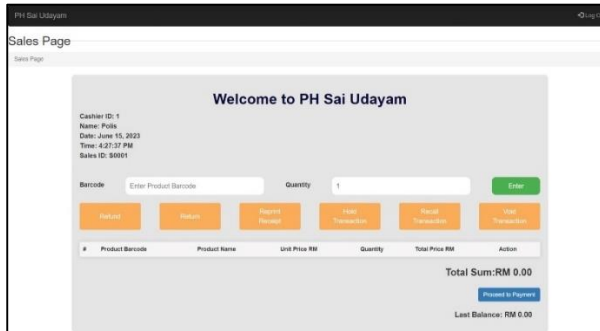 PH Sai Udayam
Sales Page
Sales Page
Welcome to PH Sai Udayam
Cashier ID: 1
Name: Polis
Date: June 15, 2023
Time: 4:27:37 PM
Sales ID: S0001
Barcode Enter Product Barcode Quantity 1 Enter
Refund Return Reprint Receipt Hold Transaction Recall Transaction Void Transaction
# Product Barcode Product Name Unit Price RM Quantity Total Price RM Action
Total Sum:RM 0.00
Proceed to Payment
Last Balance: RM 0.00